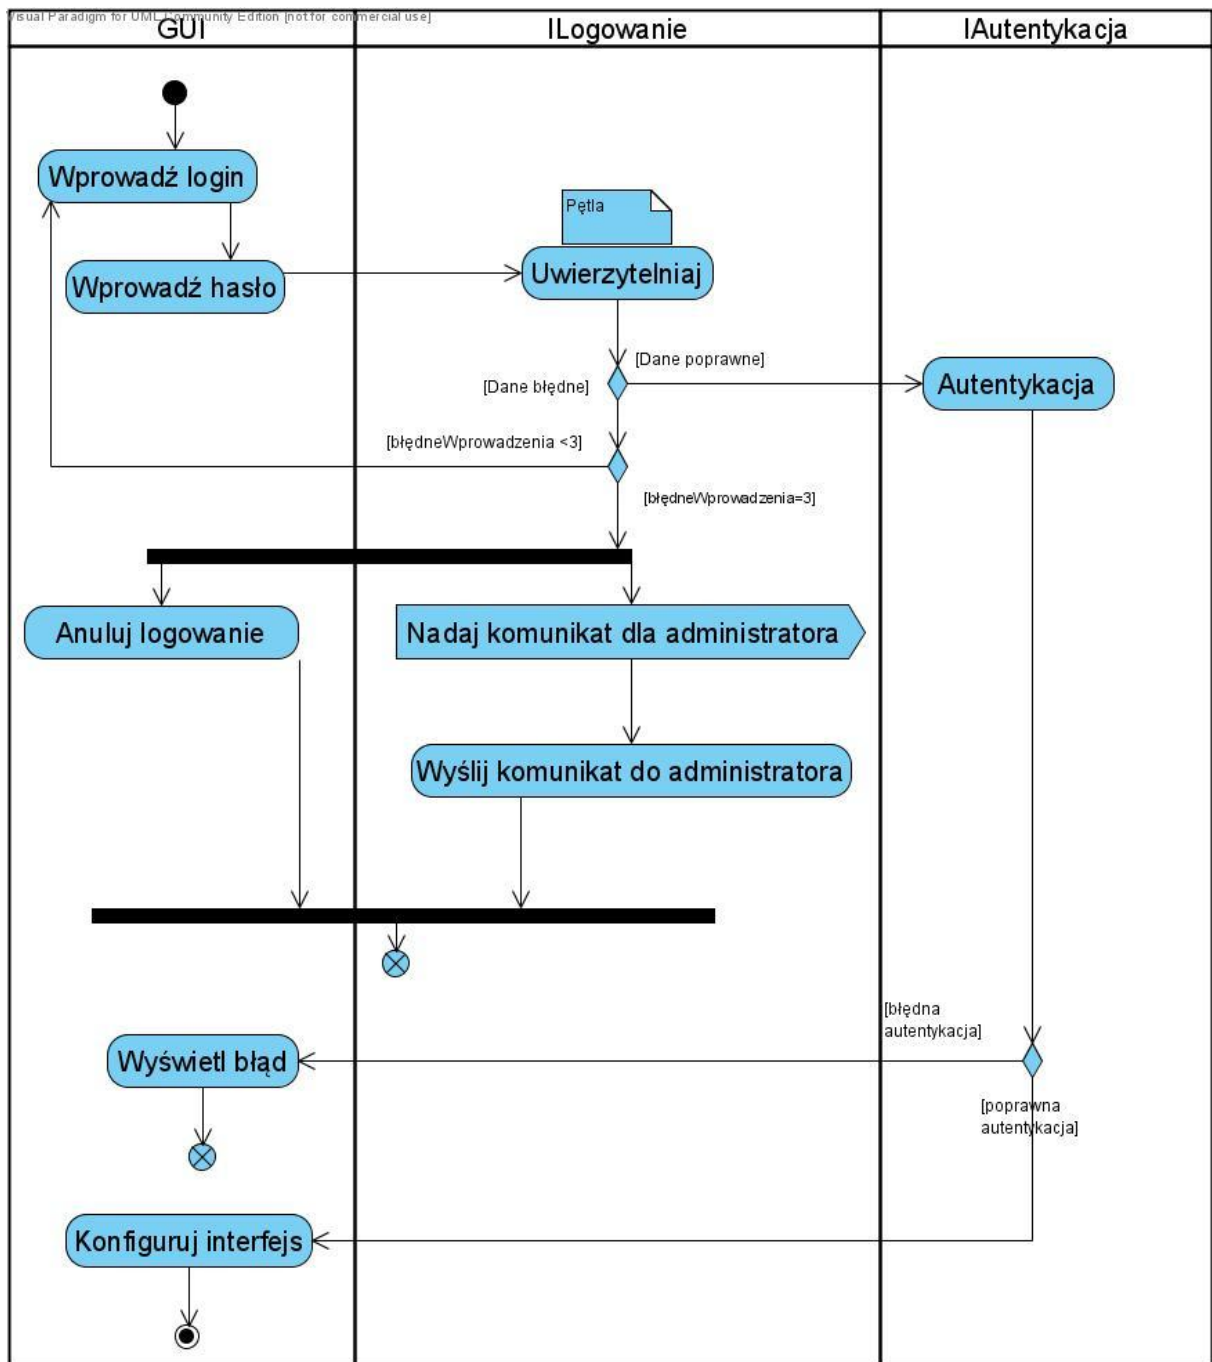 Visual Paradigm for UML Community Edition [not for commercial use]
GUI
ILogowanie
IAutentykacja
Wprowadź login
Pętla
Wprowadź hasło
Uwierzytelniaj
[Dane poprawne]
[Dane błędne]
Autentykacja
[błędneWprowadzenia <3]
[błędneWprowadzenia=3]
Anuluj logowanie
Nadaj komunikat dla administratora
Wyślij komunikat do administratora
[błędna
autentykacja]
Wyświetl błąd
[poprawna
autentykacja]
Konfiguruj interfejs